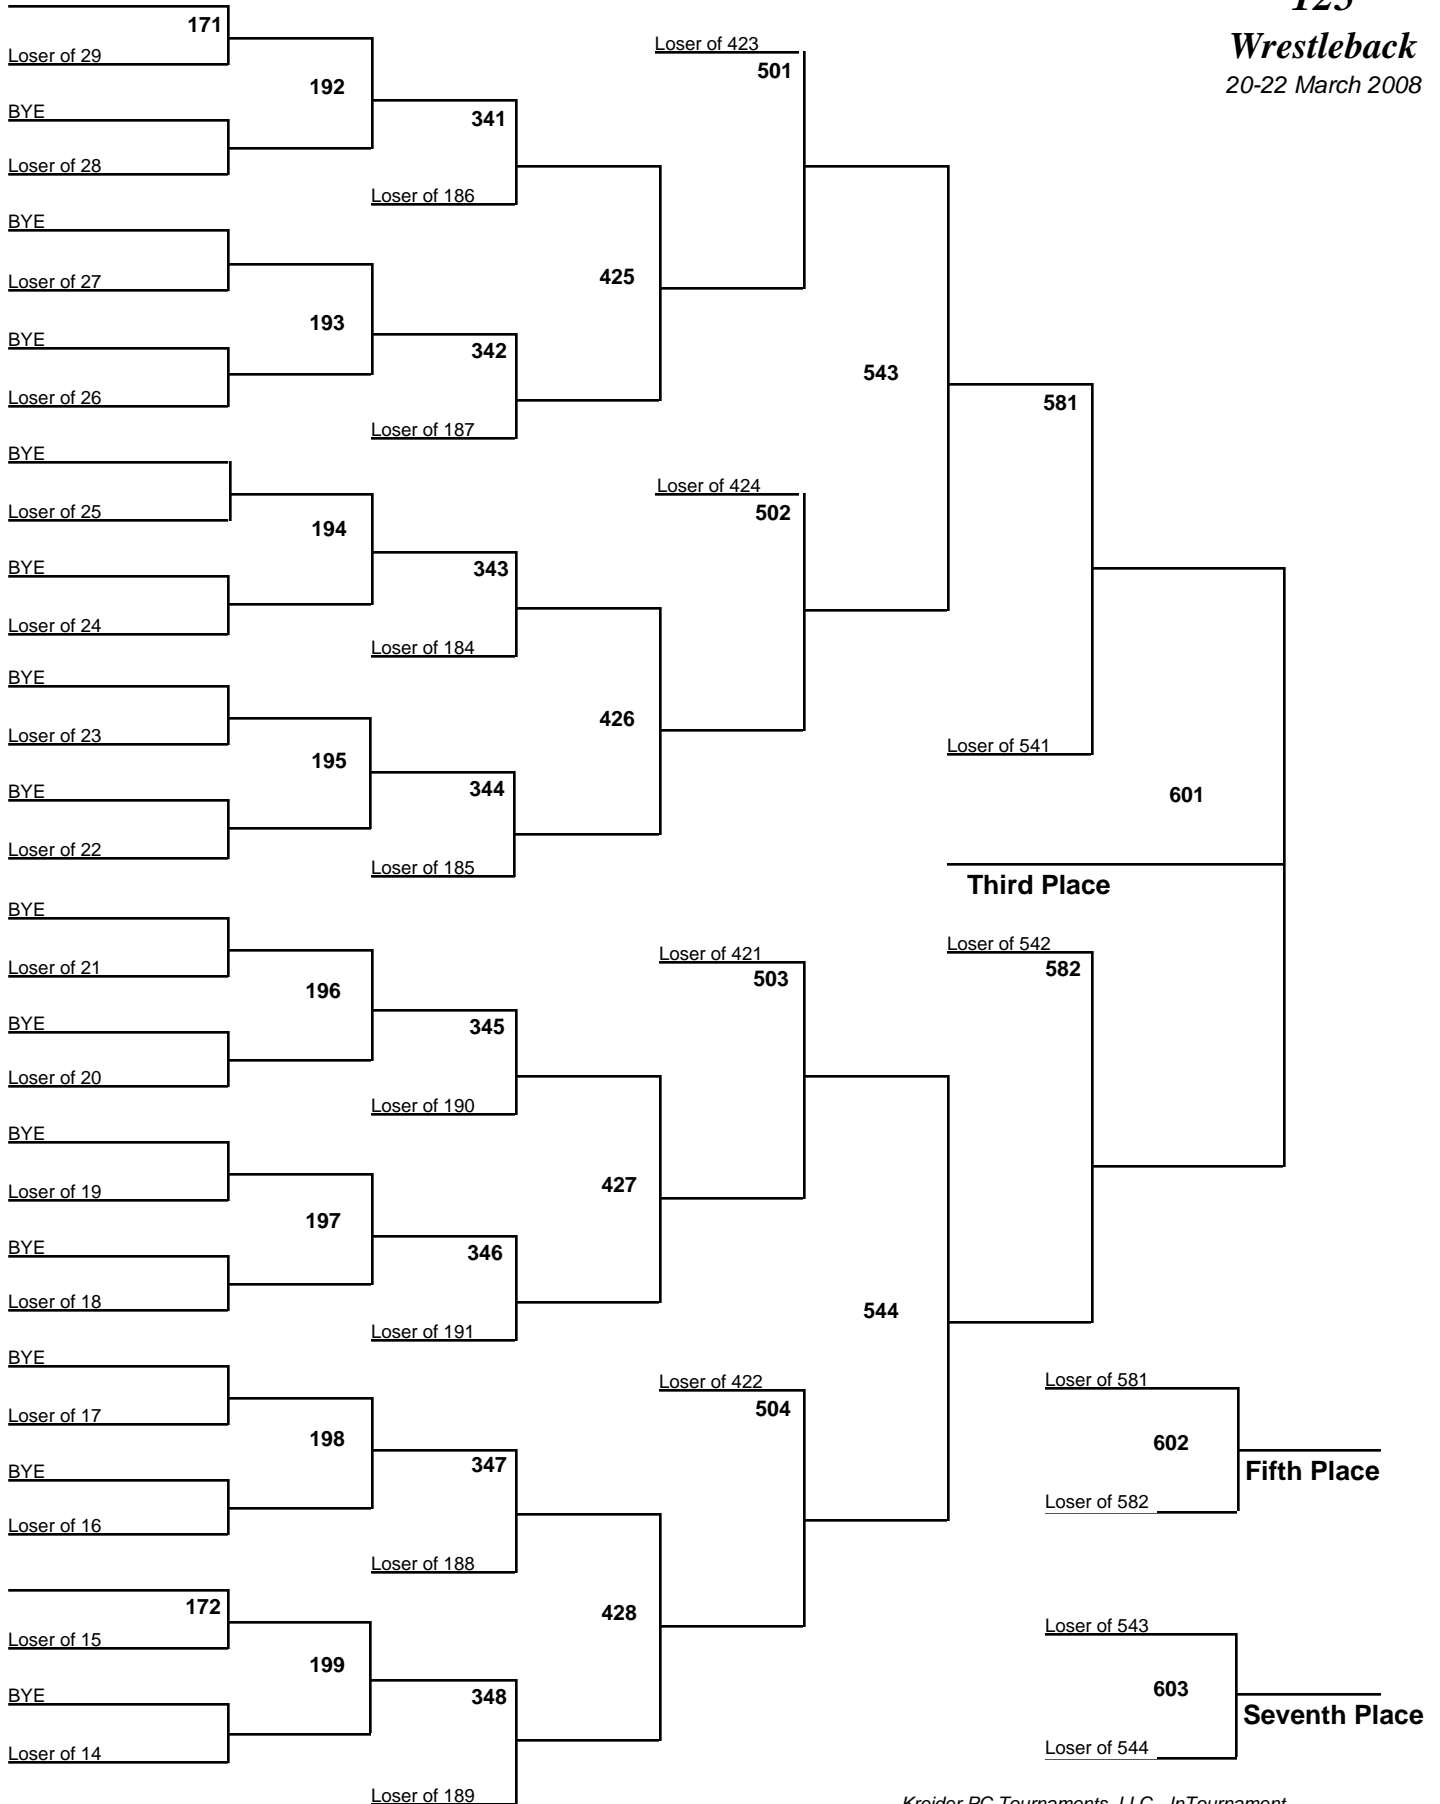 125
Wrestleback
20-22 March 2008
171
Loser of 29
192
BYE
Loser of 28
341
Loser of 186
BYE
Loser of 27
193
BYE
Loser of 26
342
Loser of 187
425
Loser of 423
501
BYE
Loser of 25
194
BYE
Loser of 24
343
Loser of 184
BYE
Loser of 23
195
BYE
Loser of 22
344
Loser of 185
426
Loser of 424
502
543
581
Loser of 541
601
Third Place
BYE
Loser of 21
196
BYE
Loser of 20
345
Loser of 190
BYE
Loser of 19
197
BYE
Loser of 18
346
Loser of 191
427
Loser of 421
503
Loser of 542
582
544
BYE
Loser of 17
198
BYE
Loser of 16
347
Loser of 188
172
Loser of 15
199
BYE
Loser of 14
348
Loser of 189
428
Loser of 422
504
Loser of 581
602
Fifth Place
Loser of 582
Loser of 543
603
Seventh Place
Loser of 544
Kreider PC Tournaments, LLC - InTournament